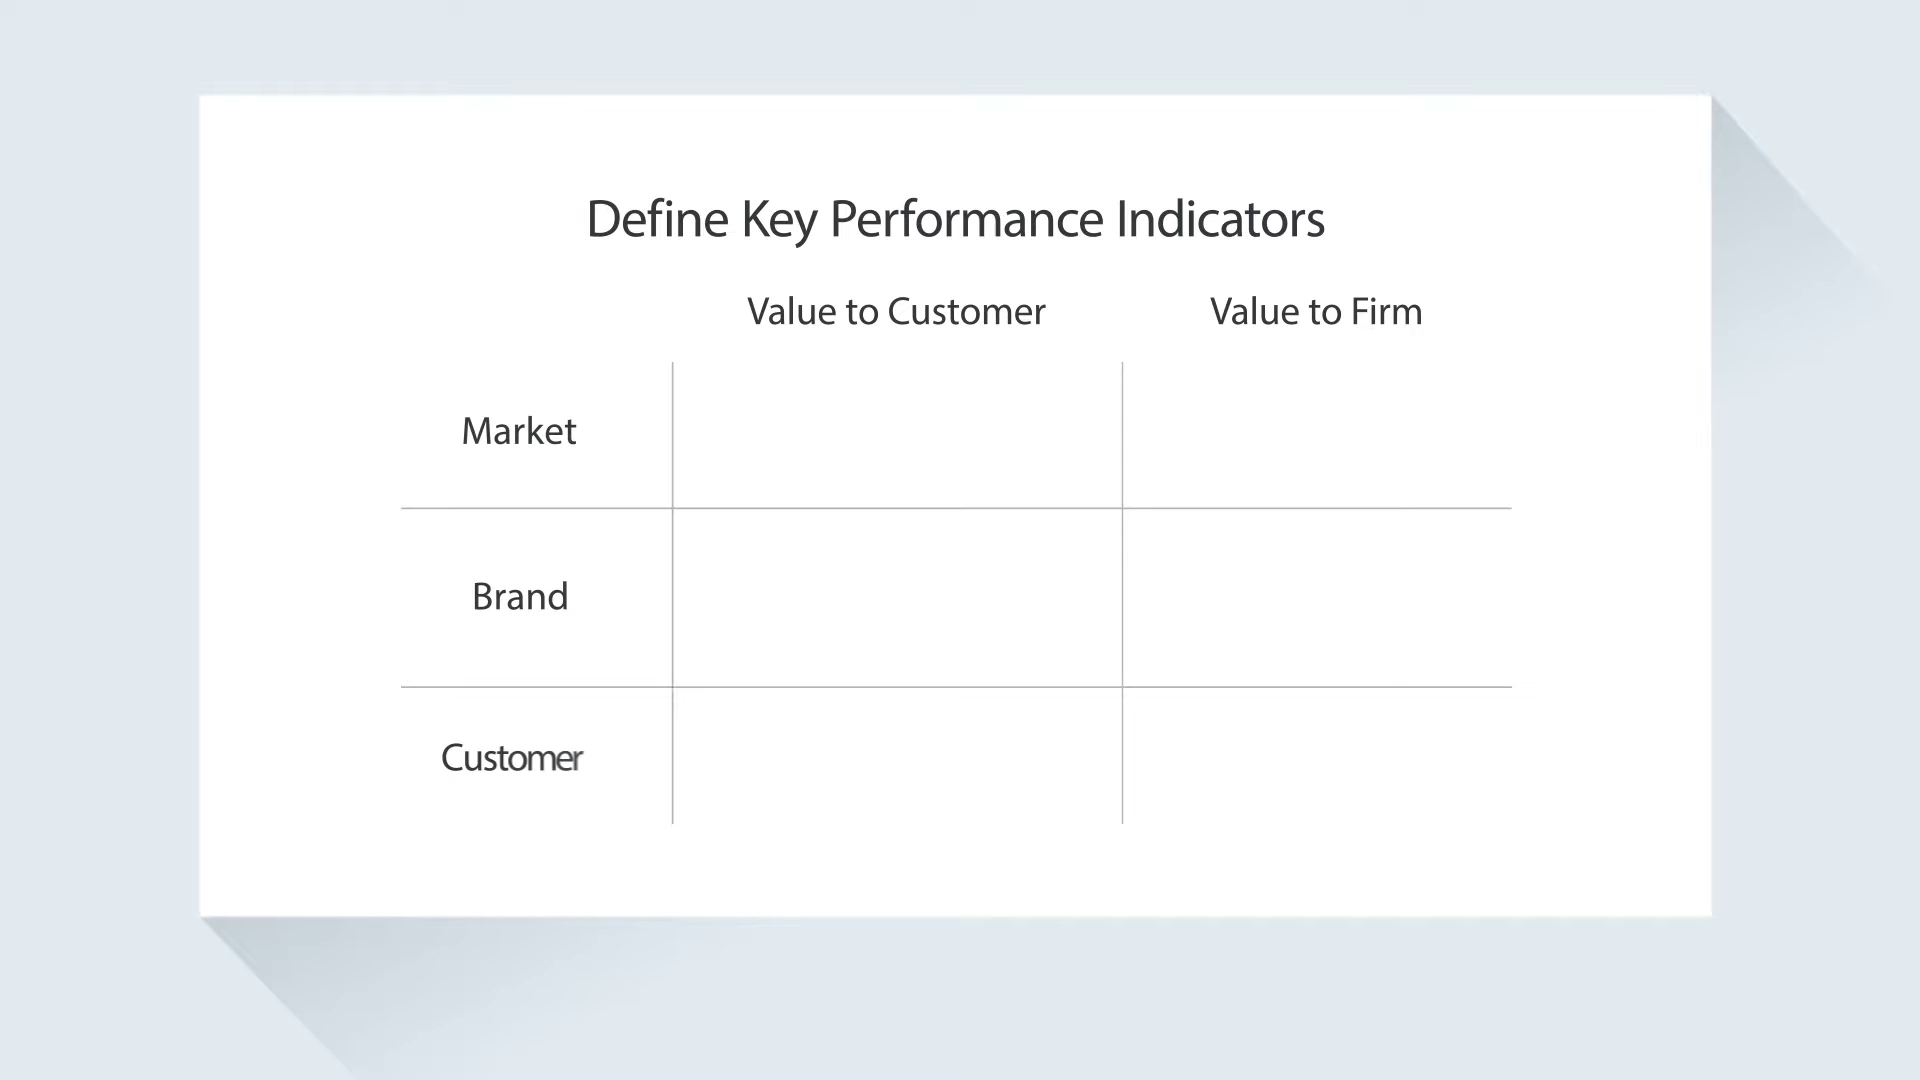 Define Key Performance Indicators
Value to Customer Value to Firm
Market
Brand
Customer